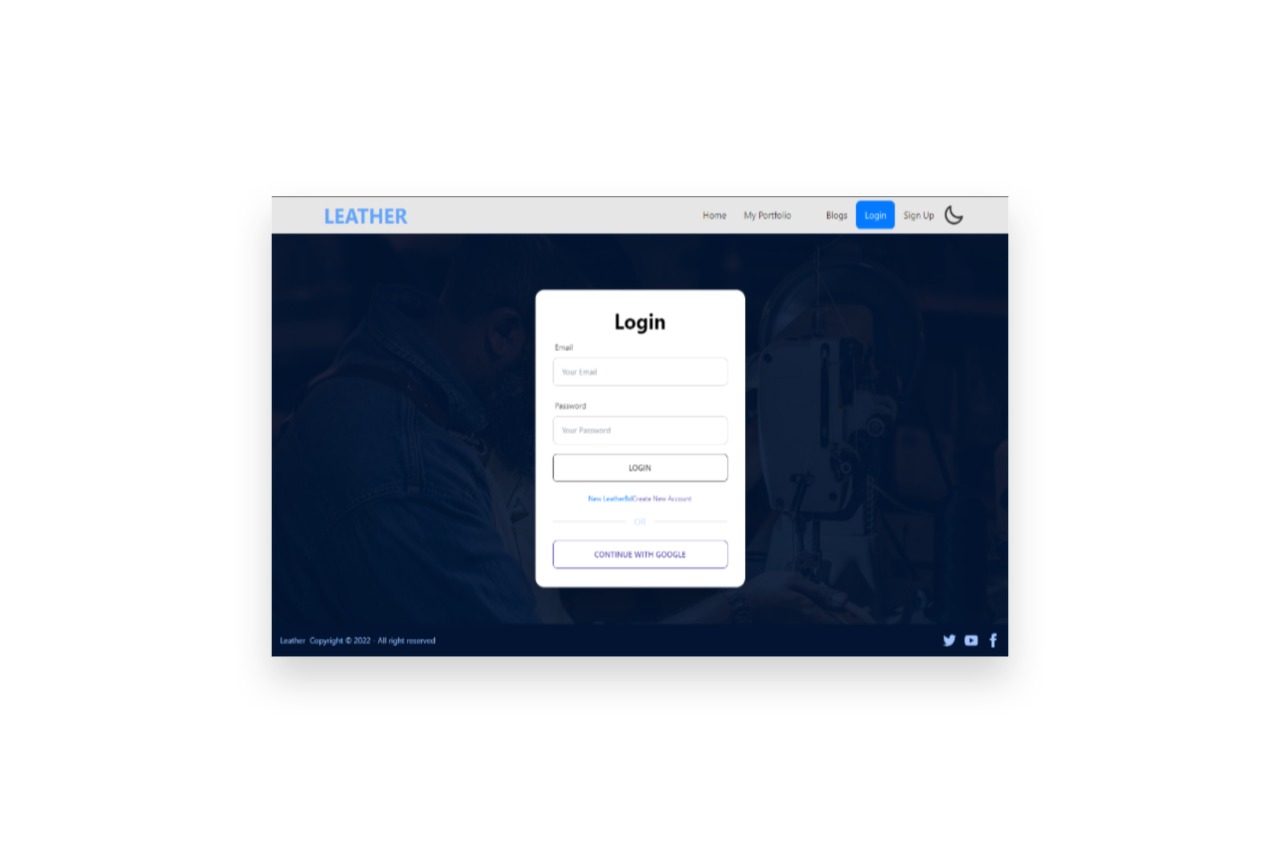 LEATHER Home My Portfolio Blogs Login Sign Up
Login
Email
Your Email
Password
Your Password
LOGIN
New LeatherBdCreate New Account
OR
CONTINUE WITH GOOGLE
Leather Copyright © 2022 - All right reserved